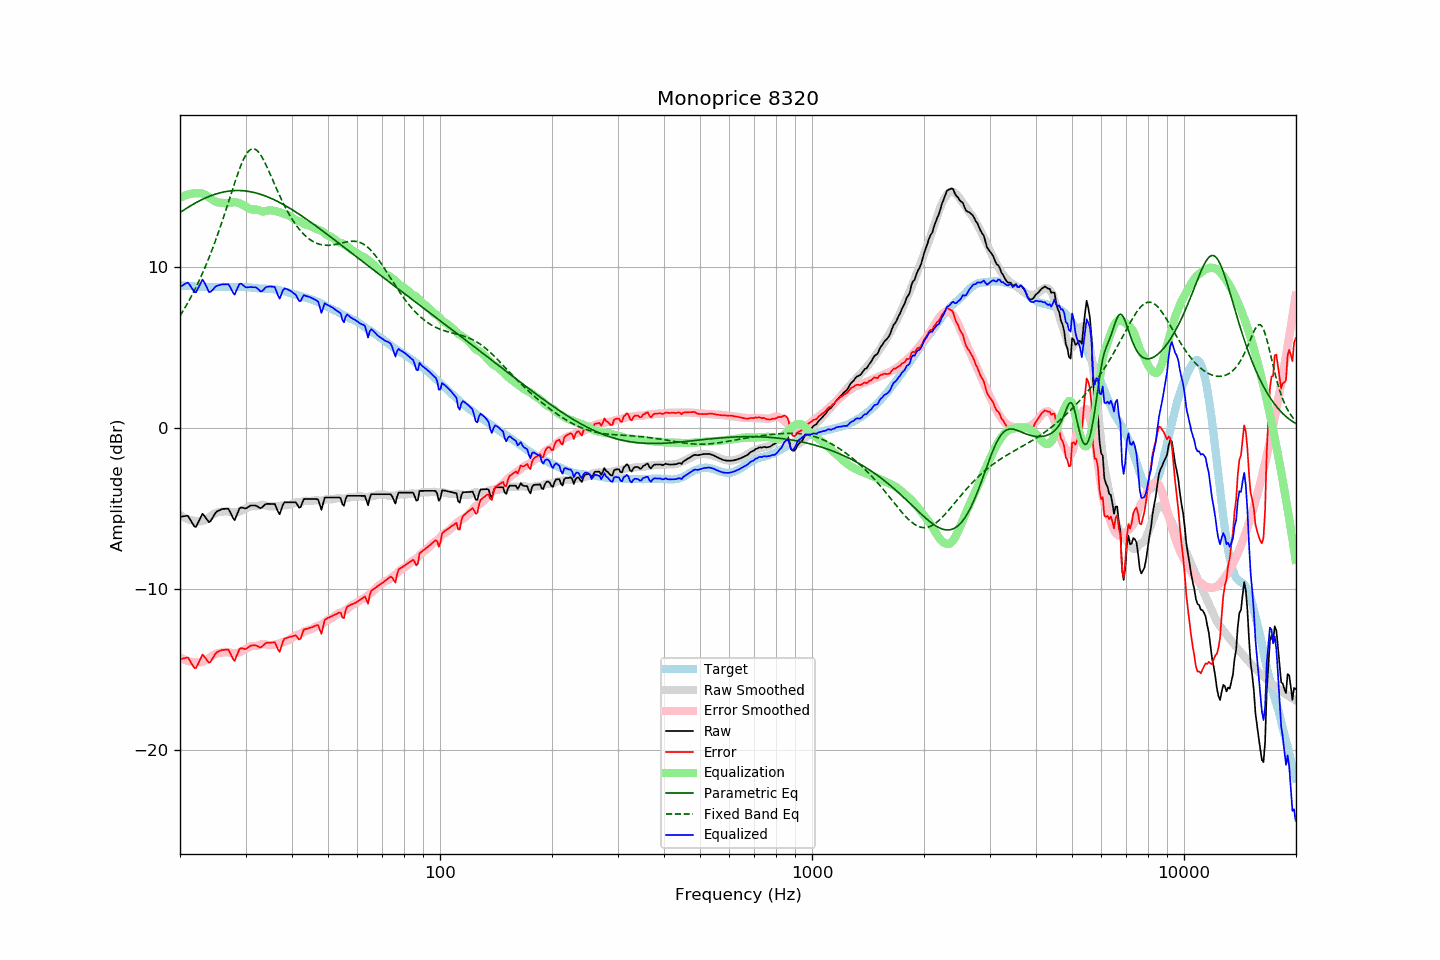 Monoprice 8320
Amplitude (dBr)
10
0
−10
−20
Target
Raw Smoothed
Error Smoothed
Raw
Error
Equalization
Parametric Eq
Fixed Band Eq
Equalized
100
1000
10000
Frequency (Hz)